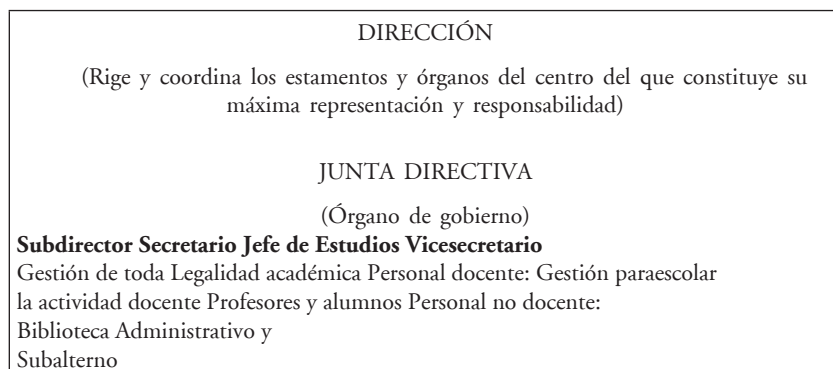 DIRECCIÓN
(Rige y coordina los estamentos y órganos del centro del que constituye su
máxima representación y responsabilidad)
JUNTA DIRECTIVA
(Órgano de gobierno)
Subdirector Secretario Jefe de Estudios Vicesecretario
Gestión de toda Legalidad académica Personal docente: Gestión paraescolar
la actividad docente Profesores y alumnos Personal no docente:
Biblioteca Administrativo y
Subalterno